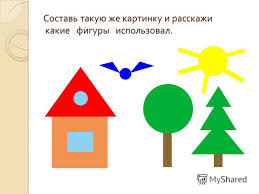 Составь такую же картинку и расскажи
какие фигуры использовал.
MyShared